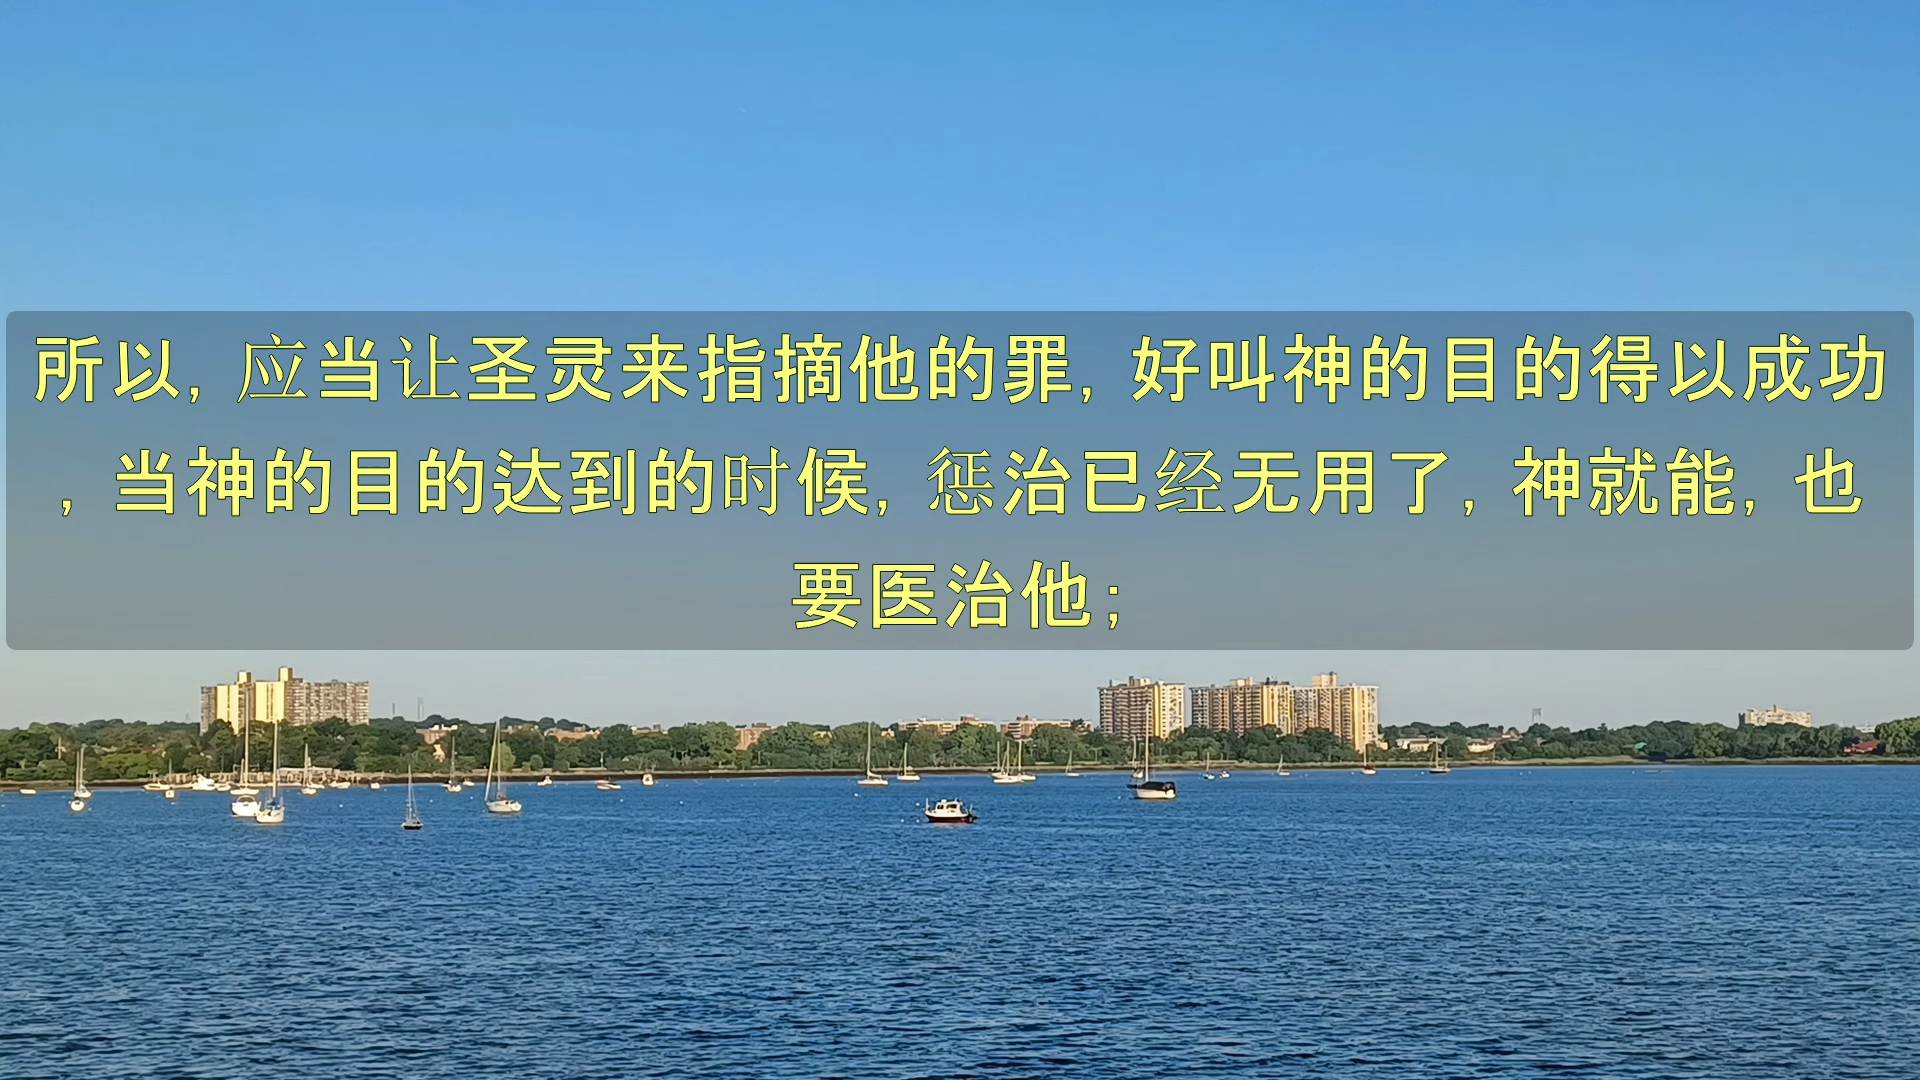 所以, 应当让圣灵来指摘他的罪, 好叫神的目的得以成功
, 当神的目的达到的时候, 惩治已经无用了, 神就能, 也
要医治他;